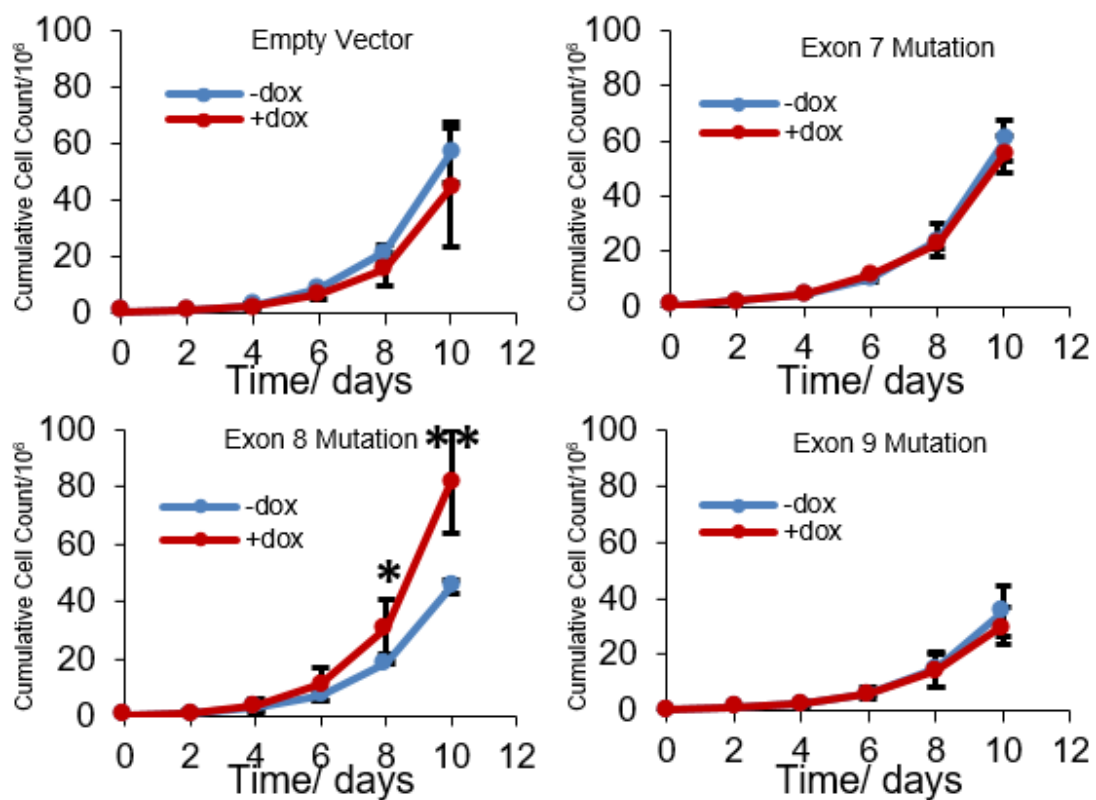 Empty Vector
Cumulative Cell Count/10⁶
100
80
60
40
20
0
-dox
+dox
0 2 4 6 8 10 12
Time/ days
Exon 7 Mutation
Cumulative Cell Count/10⁶
100
80
60
40
20
0
-dox
+dox
0 2 4 6 8 10 12
Time/ days
Exon 8 Mutation
Cumulative Cell Count/10⁶
100
80
60
40
20
0
-dox
+dox
**
*
0 2 4 6 8 10 12
Time/ days
Exon 9 Mutation
Cumulative Cell Count/10⁶
100
80
60
40
20
0
-dox
+dox
0 2 4 6 8 10 12
Time/ days